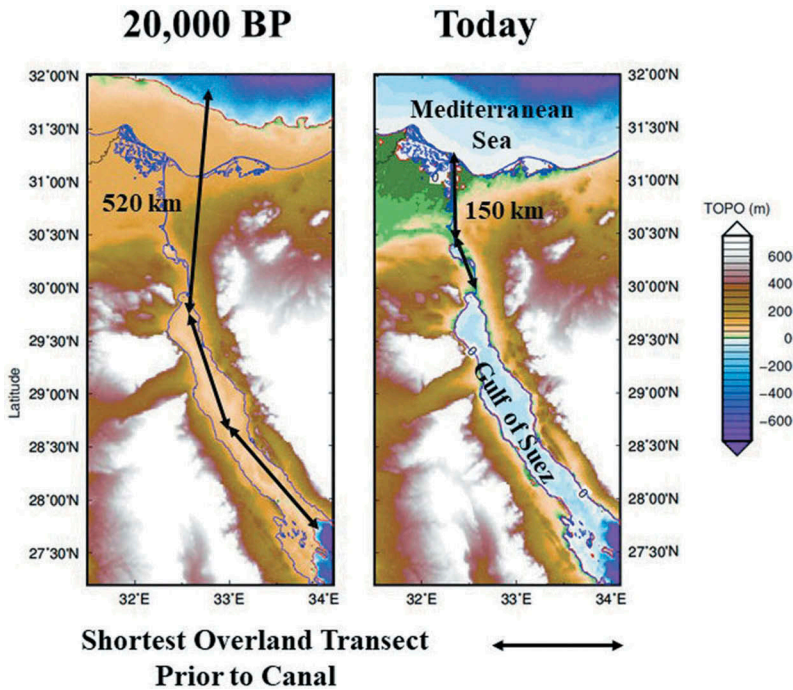 20,000 BP
Today
32°00'N
31°30'N
31°00'N
30°30'N
30°00'N
29°30'N
29°00'N
28°30'N
28°00'N
27°30'N
Latitude
520 km
32°E
33°E
34°E
Mediterranean
Sea
0
150 km
0
Gulf of Suez
0
32°E
33°E
34°E
32°00'N
31°30'N
31°00'N
30°30'N
30°00'N
29°30'N
29°00'N
28°30'N
28°00'N
27°30'N
TOPO (m)
600
400
200
0
−200
−400
−600
Shortest Overland Transect
Prior to Canal